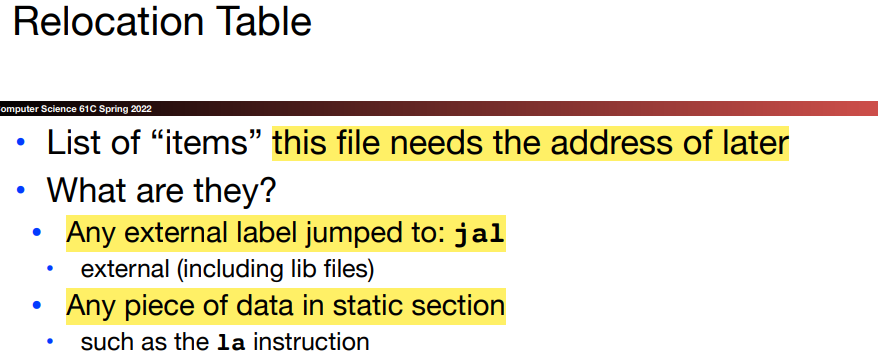 Relocation Table
omputer Science 61C Spring 2022
• List of “items” this file needs the address of later
• What are they?
• Any external label jumped to: jal
• external (including lib files)
• Any piece of data in static section
• such as the la instruction